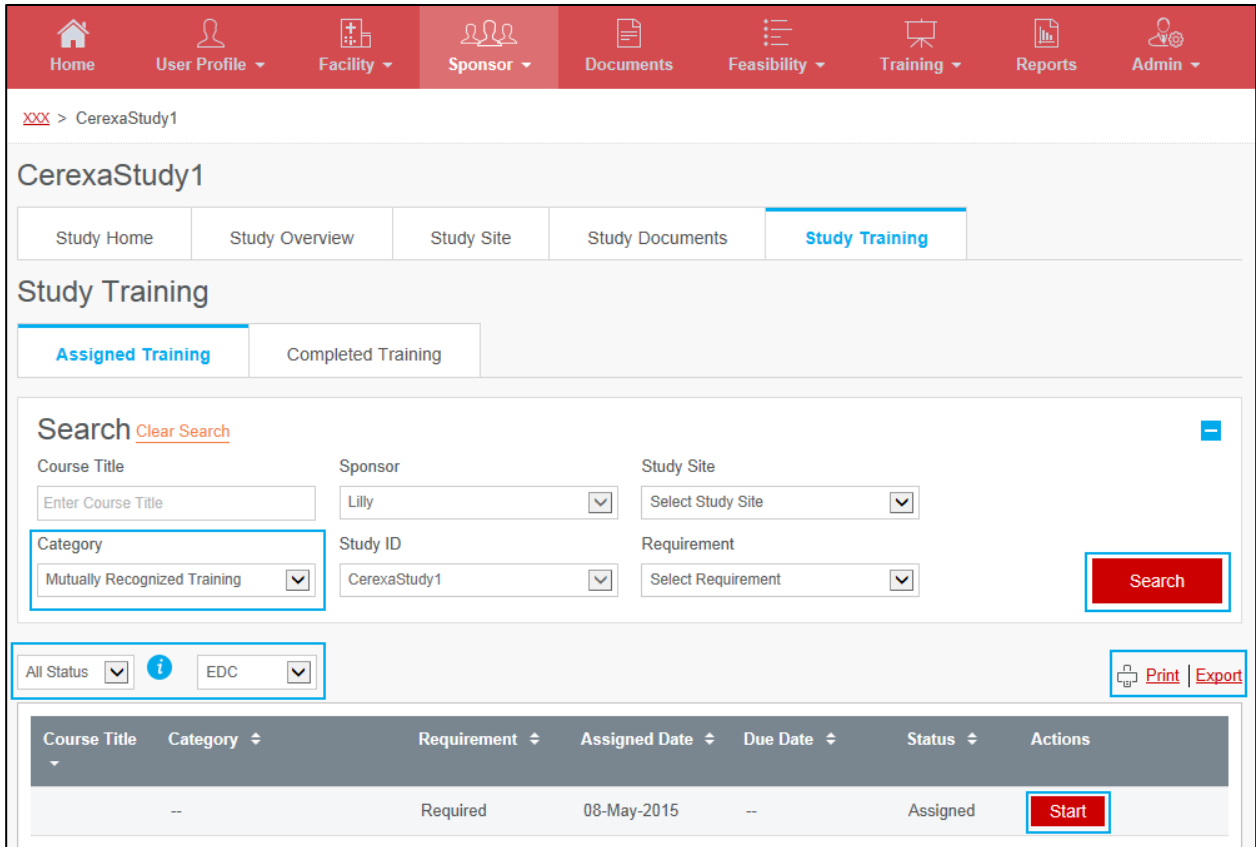 Home User Profile Facility Sponsor Documents Feasibility Training Reports Admin
XXX > CerexaStudy1
CerexaStudy1
Study Home Study Overview Study Site Study Documents Study Training
Study Training
Assigned Training Completed Training
Search Clear Search
Course Title Sponsor Study Site
Enter Course Title Lilly Select Study Site
Category Study ID Requirement
Mutually Recognized Training CerexaStudy1 Select Requirement Search
All Status i EDC Print | Export
Course Title Category Requirement Assigned Date Due Date Status Actions
-- Required 08-May-2015 -- Assigned Start